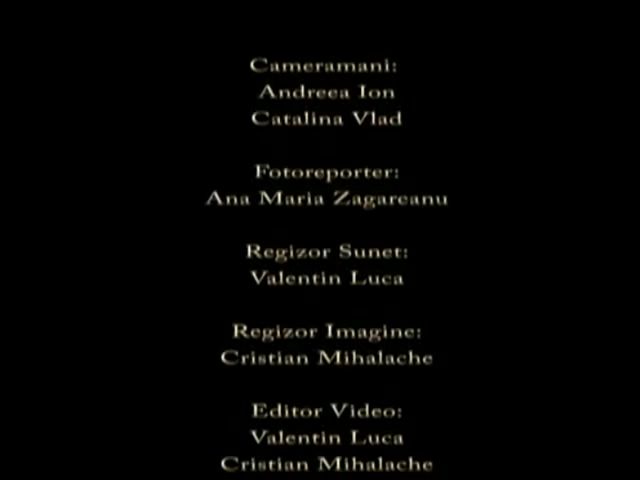 Cameramani:
Andreea Ion
Catalina Vlad
Fotoreporter:
Ana Maria Zagareanu
Regizor Sunet:
Valentin Luca
Regizor Imagine:
Cristian Mihalache
Editor Video:
Valentin Luca
Cristian Mihalache